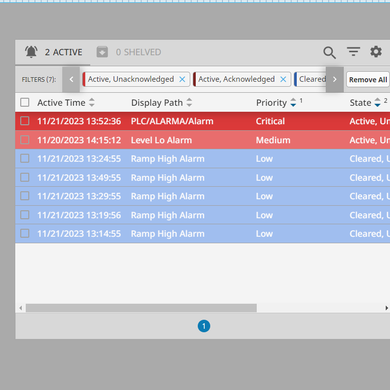 2 ACTIVE 0 SHELVED
FILTERS (7): Active, Unacknowledged Active, Acknowledged Cleared Remove All
Active Time Display Path Priority 1 State 2
11/21/2023 13:52:36 PLC/ALARMA/Alarm Critical Active, Un
11/20/2023 14:15:12 Level Lo Alarm Medium Active, Un
11/21/2023 13:24:55 Ramp High Alarm Low Cleared, U
11/21/2023 13:49:55 Ramp High Alarm Low Cleared, U
11/21/2023 13:29:55 Ramp High Alarm Low Cleared, U
11/21/2023 13:19:56 Ramp High Alarm Low Cleared, U
11/21/2023 13:14:55 Ramp High Alarm Low Cleared, U
1